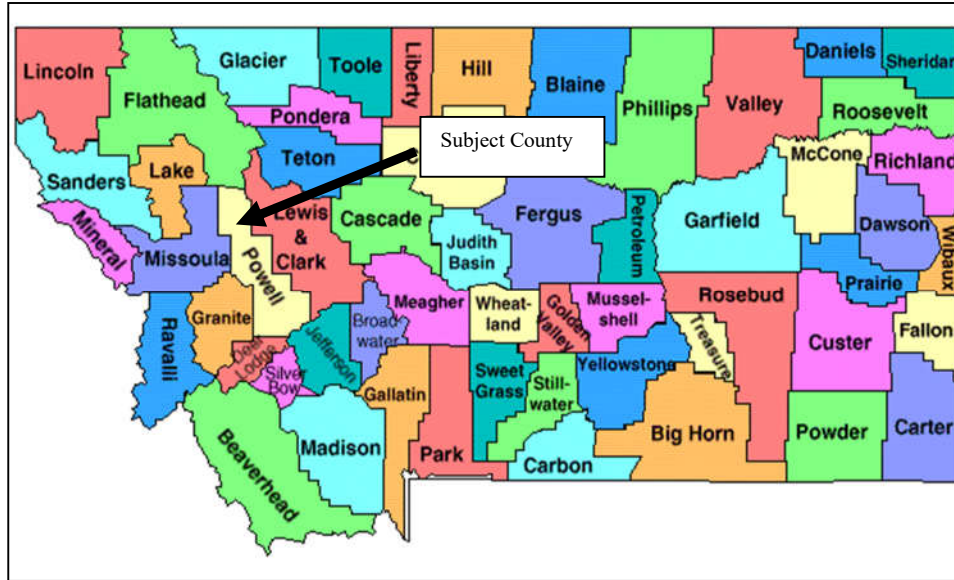 Lincoln
Flathead
Glacier
Toole
Liberty
Hill
Blaine
Phillips
Valley
Daniels
Sheridan
Roosevelt
Pondera
Teton
Subject County
McCone
Richland
Sanders
Lake
Lewis
&
Clark
Cascade
Fergus
Petroleum
Garfield
Dawson
Wibaux
Mineral
Missoula
Powell
Judith
Basin
Prairie
Ravalli
Granite
Deer
Lodge
Silver
Bow
Jefferson
Broad-
water
Meagher
Wheat-
land
Golden
Valley
Mussel-
shell
Rosebud
Treasure
Custer
Fallon
Gallatin
Sweet
Grass
Still-
water
Yellowstone
Beaverhead
Madison
Park
Carbon
Big Horn
Powder
Carter